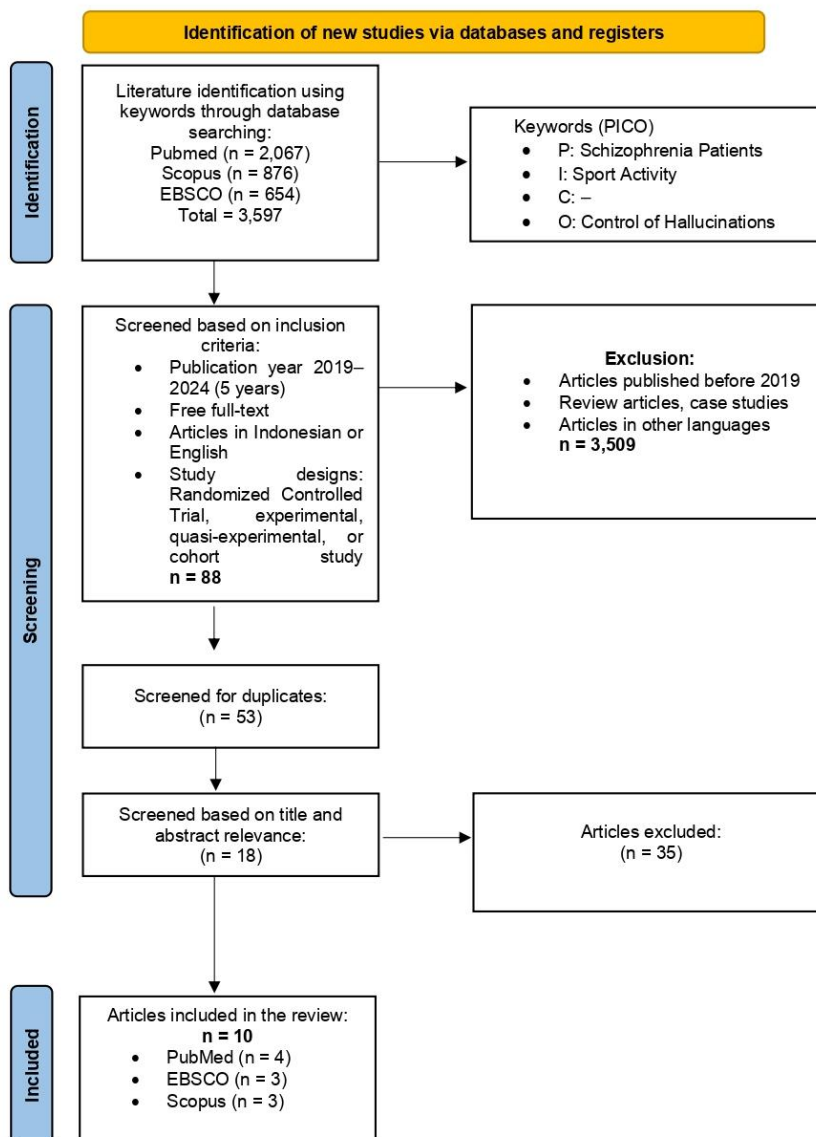 Identification of new studies via databases and registers
Identification
Literature identification using
keywords through database
searching:
Pubmed (n = 2,067)
Scopus (n = 876)
EBSCO (n = 654)
Total = 3,597
Keywords (PICO)
• P: Schizophrenia Patients
• I: Sport Activity
• C: –
• O: Control of Hallucinations
Screening
Screened based on inclusion
criteria:
• Publication year 2019–
2024 (5 years)
• Free full-text
• Articles in Indonesian or
English
• Study designs:
Randomized Controlled
Trial, experimental,
quasi-experimental, or
cohort study
n = 88
Exclusion:
• Articles published before 2019
• Review articles, case studies
• Articles in other languages
n = 3,509
Screened for duplicates:
(n = 53)
Screened based on title and
abstract relevance:
(n = 18)
Articles excluded:
(n = 35)
Included
Articles included in the review:
n = 10
• PubMed (n = 4)
• EBSCO (n = 3)
• Scopus (n = 3)